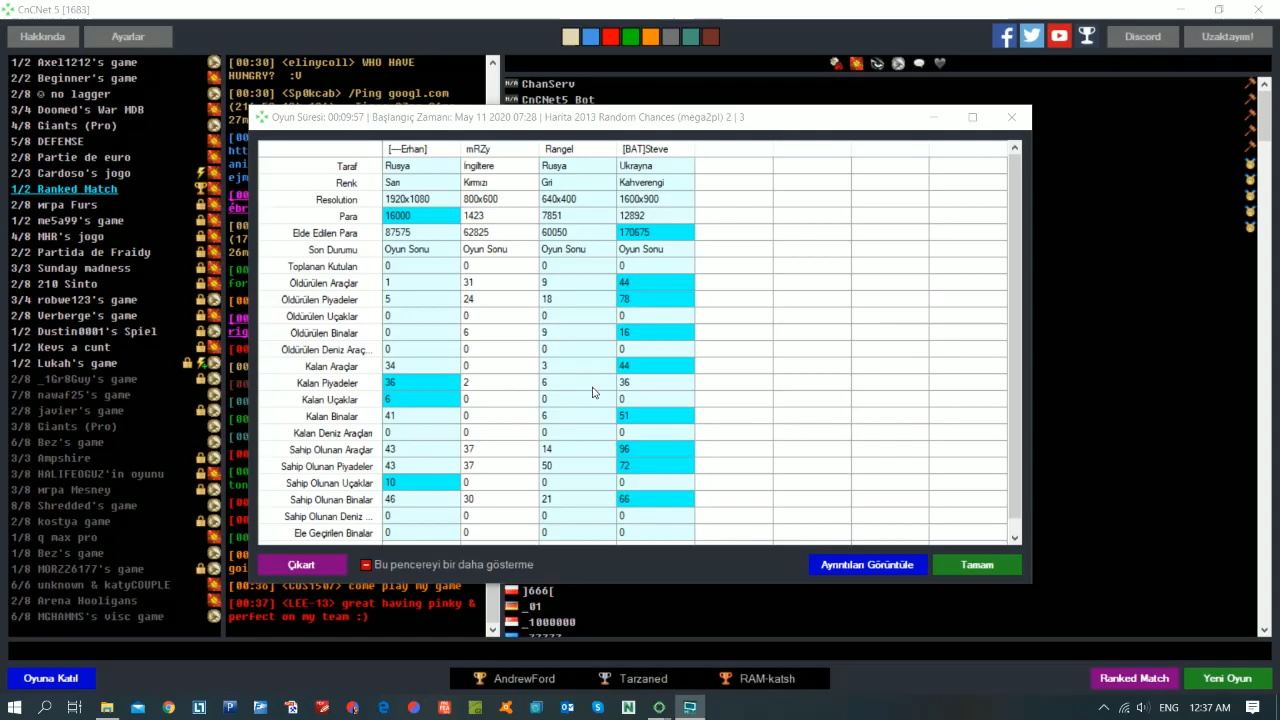 CnCNet 5 [1683]
Hakkında
Ayarlar
Discord
Uzaktayım!
1/2 Axel1212's game
2/2 Beginner's game
2/8 ☺ no lagger
3/4 Doomed's War MDB
4/8 Giants (Pro)
5/8 DEFENSE
2/8 Partie de euro
2/3 Cardoso's jogo
1/2 Ranked Match
2/8 мгра Furs
1/2 me5a99's game
4/8 MHR's jogo
2/2 Partida de Fraidy
3/3 Sunday madness
2/8 210 Sinto
3/4 robwe123's game
2/8 Verberge's game
1/2 Dustin0001's Spiel
1/2 Kevs a cunt
1/2 Lukah's game
2/8 _1Gr8Guy's game
7/8 nawaf25's game
2/8 javier's game
3/4 Giants (Pro)
6/8 Bez's game
3/3 Ampshire
3/8 HALIFEOGUZ'in oyunu
3/8 мгра Mesney
8/8 Shredded's game
2/8 kostya game
1/8 q max pro
1/8 Bez's game
1/8 MORZZ6177's game
6/6 unknown & katyCOUPLE
2/8 Arena Hooligans
6/8 MGHAMMS's visc game
[00:30] <elinycoll> WHO HAVE
HUNGRY? :V
[00:30] <Sp0kcab> /Ping googl.com
[00:36] <CUS1507> come play my game
[00:37] <LEE-13> great having pinky &
perfect on my team :)
N/A ChanServ
N/A CnCNet5 Bot
Oyun Süresi: 00:09:57 | Başlangıç Zamanı: May 11 2020 07:28 | Harita 2013 Random Chances (mega2pl) 2 | 3
[---Erhan] mRZy Rangel [BAT]Steve
Taraf Rusya İngiltere Rusya Ukrayna
Renk Sarı Kırmızı Gri Kahverengi
Resolution 1920x1080 800x600 640x400 1600x900
Para 16000 1423 7851 12892
Elde Edilen Para 87575 62825 60050 170675
Son Durumu Oyun Sonu Oyun Sonu Oyun Sonu Oyun Sonu
Toplanan Kutuları 0 0 0 0
Öldürülen Araçlar 1 31 9 44
Öldürülen Piyadeler 5 24 18 78
Öldürülen Uçaklar 0 0 0 0
Öldürülen Binalar 0 6 9 16
Öldürülen Deniz Araç... 0 0 0 0
Kalan Araçlar 34 0 3 44
Kalan Piyadeler 36 2 6 36
Kalan Uçaklar 6 0 0 0
Kalan Binalar 41 0 6 51
Kalan Deniz Araçları 0 0 0 0
Sahip Olunan Araçlar 43 37 14 96
Sahip Olunan Piyadeler 43 37 50 72
Sahip Olunan Uçaklar 10 0 0 0
Sahip Olunan Binalar 46 30 21 66
Sahip Olunan Deniz ... 0 0 0 0
Ele Geçirilen Binalar 0 0 0 0
Çıkart
Bu pencereyi bir daha gösterme
Ayrıntıları Görüntüle
Tamam
]666[
_01
_1000000
_77777
Oyuna Katıl
AndrewFord
Tarzaned
RAM-katsh
Ranked Match
Yeni Oyun
12:37 AM